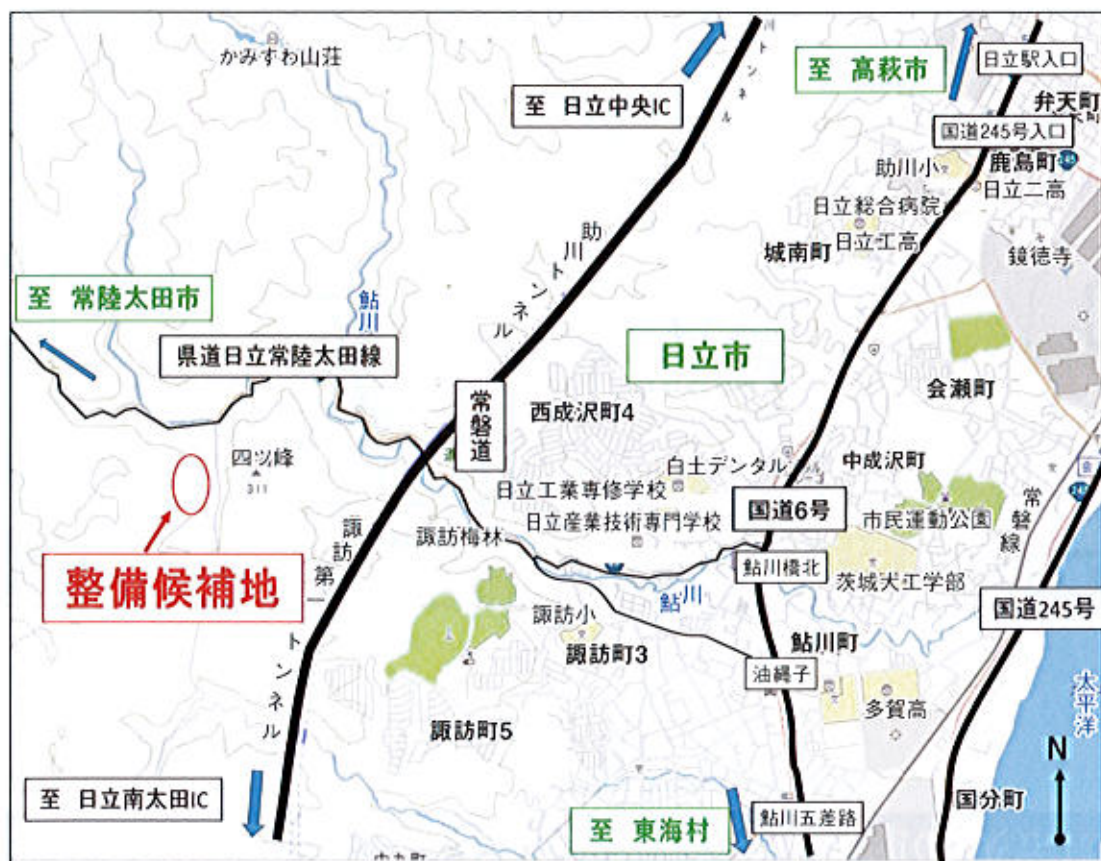 かみすわ山荘
至 日立中央IC
川トンネル
至 高萩市
日立駅入口
弁天町
国道245号入口
鹿島町
245
助川小
日立二高
日立総合病院
日立工高
城南町
鏡徳寺
助川トンネル
至 常陸太田市
鮎川
県道日立常陸太田線
日立市
会瀬町
常磐道
西成沢町4
四ツ峰
311
白土デンタル
中成沢町
日立工業専修学校
日立産業技術専門学校
国道6号
市民運動公園
常磐線
245
諏訪梅林
整備候補地
諏訪第一トンネル
鮎川橋北
茨城大工学部
鮎川
国道245号
諏訪小
諏訪町3
鮎川町
油縄子
太平洋
多賀高
諏訪町5
N
至 日立南太田IC
至 東海村
鮎川五差路
国分町